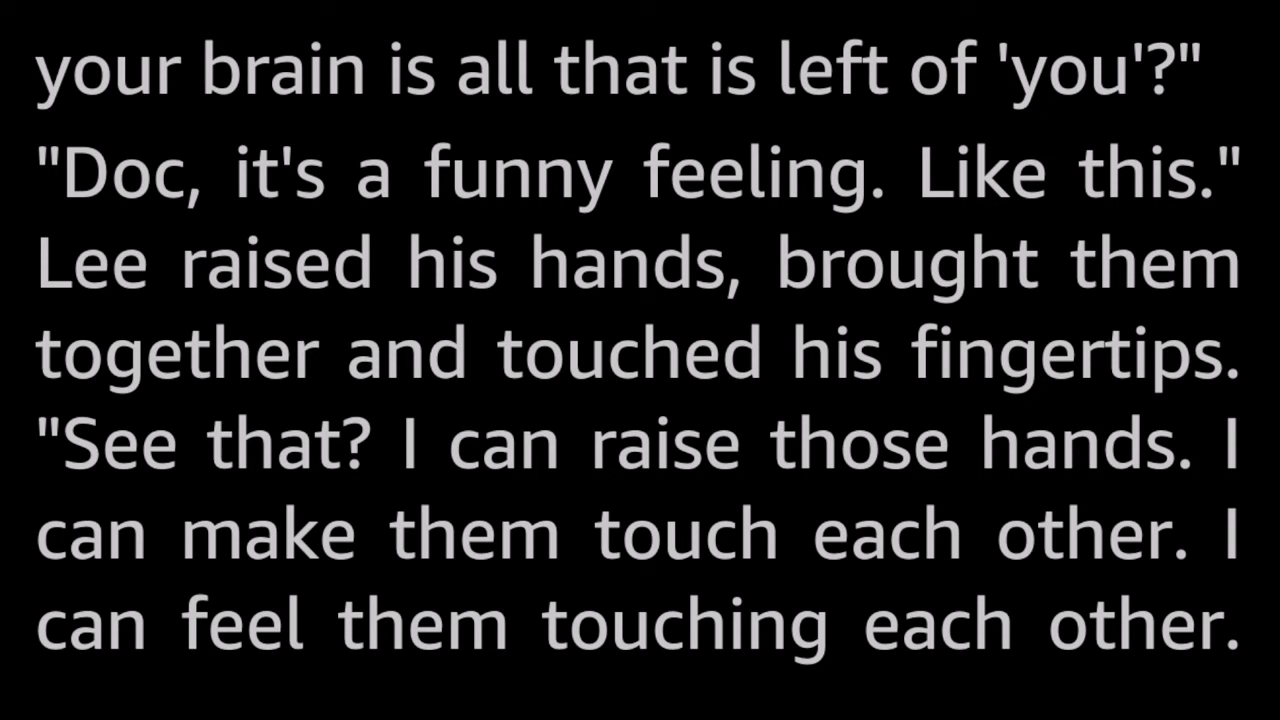 your brain is all that is left of 'you'?"
"Doc, it's a funny feeling. Like this."
Lee raised his hands, brought them
together and touched his fingertips.
"See that? I can raise those hands. I
can make them touch each other. I
can feel them touching each other.